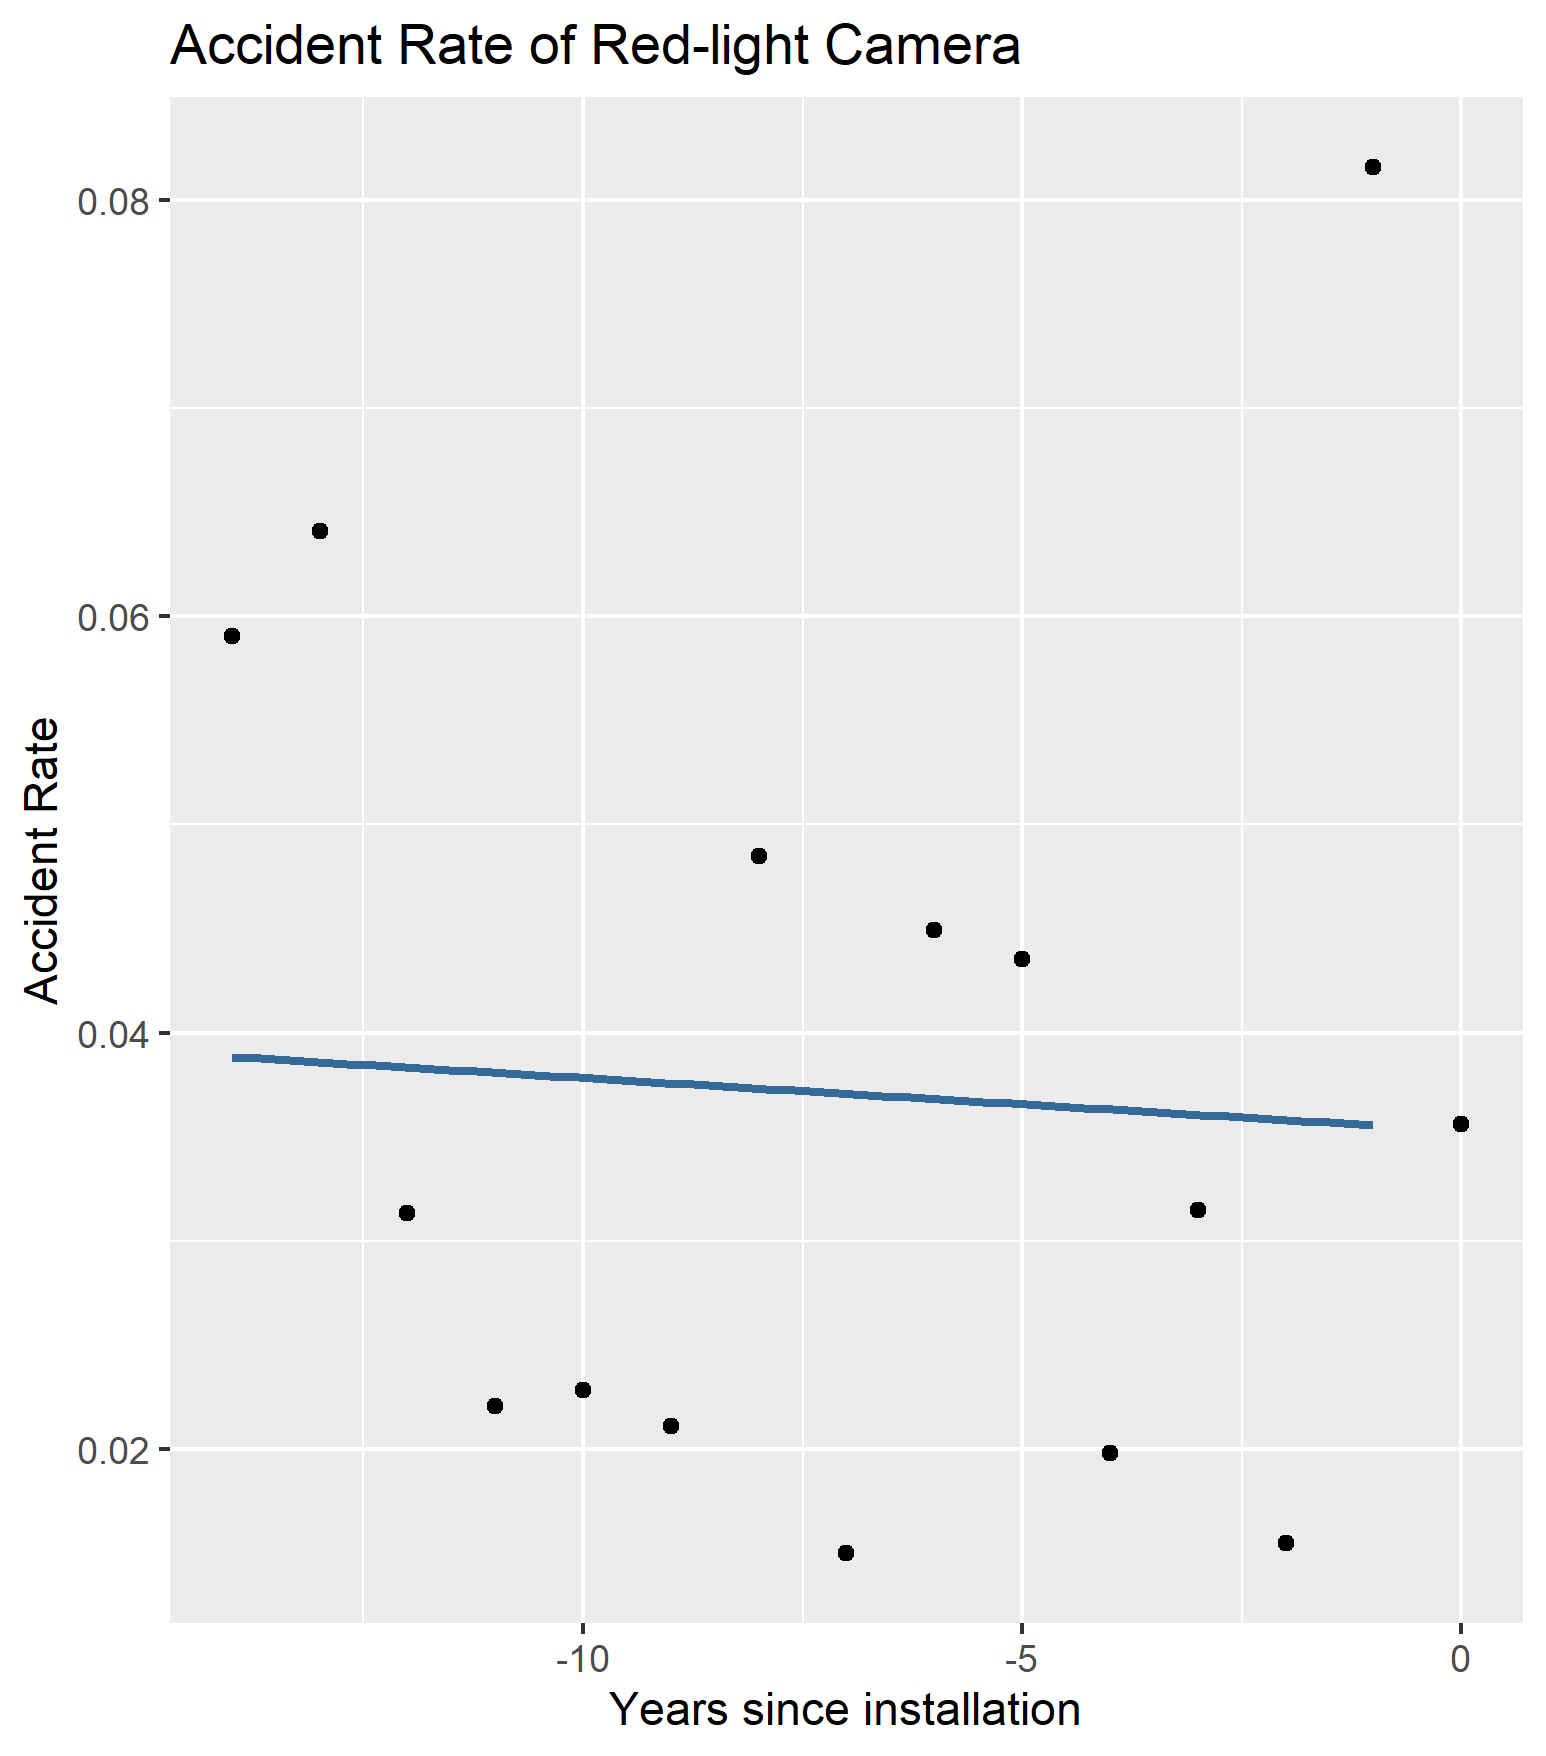 Accident Rate of Red-light Camera
0.08
0.06
0.04
0.02
Accident Rate
-10
-5
0
Years since installation